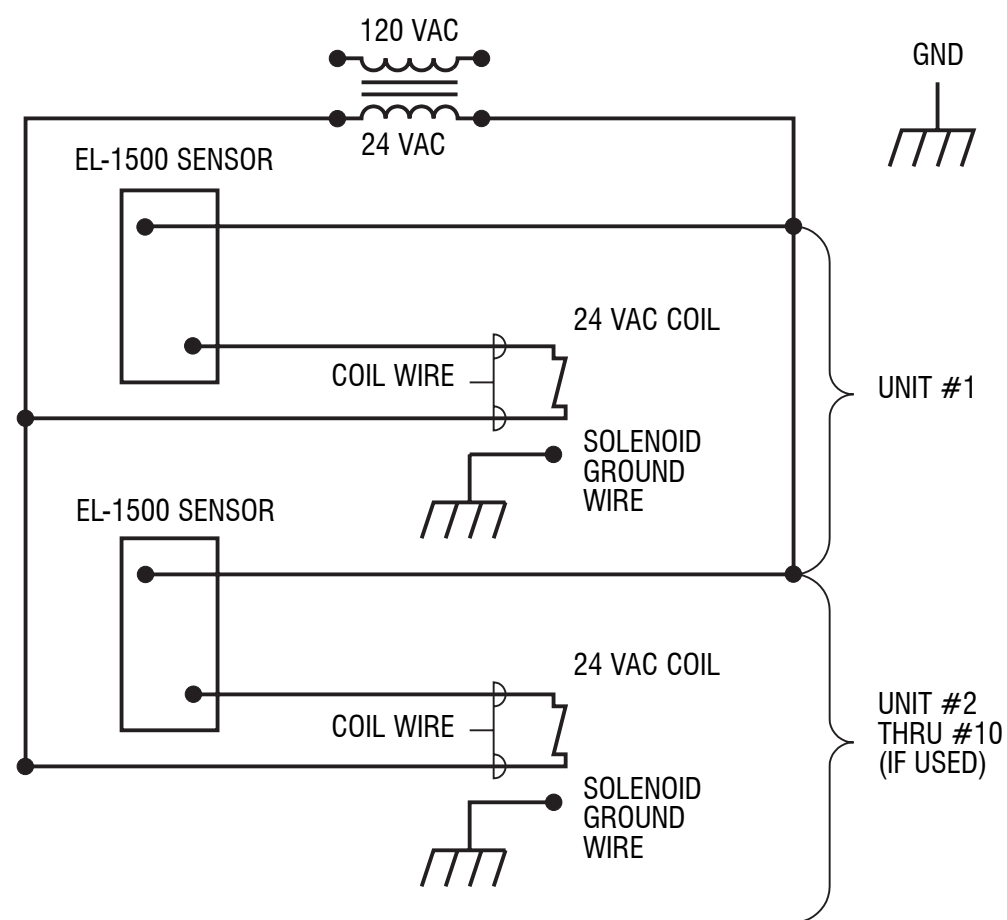 120 VAC
GND
24 VAC
EL-1500 SENSOR
24 VAC COIL
COIL WIRE
UNIT #1
SOLENOID
GROUND
WIRE
EL-1500 SENSOR
24 VAC COIL
COIL WIRE
UNIT #2
THRU #10
(IF USED)
SOLENOID
GROUND
WIRE